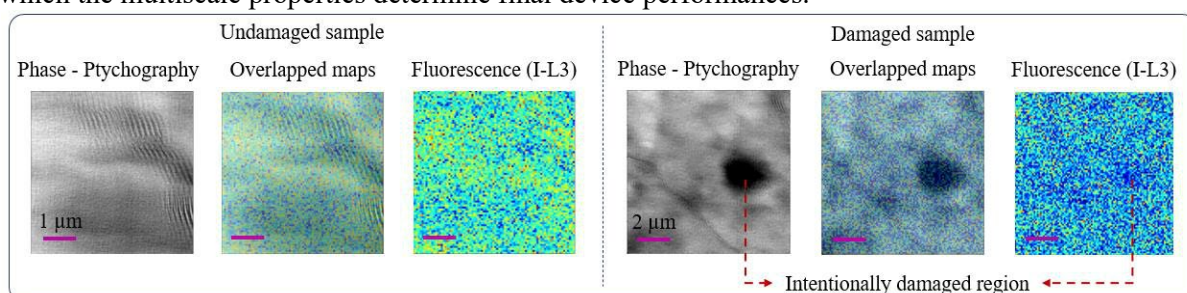 which the multiscale properties determine final device performances.
Undamaged sample
Damaged sample
Phase - Ptychography Overlapped maps Fluorescence (I-L3)
Phase - Ptychography Overlapped maps Fluorescence (I-L3)
1 μm
2 μm
Intentionally damaged region